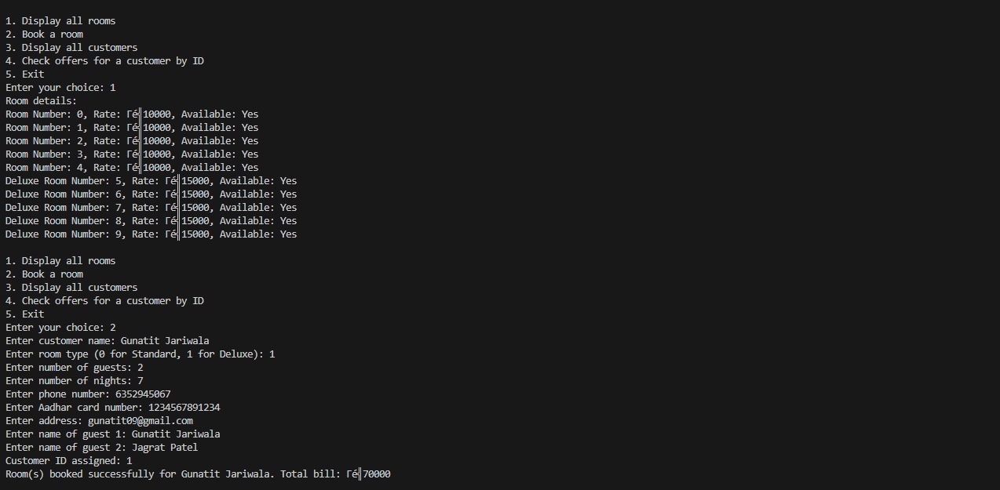 1. Display all rooms
2. Book a room
3. Display all customers
4. Check offers for a customer by ID
5. Exit
Enter your choice: 1
Room details:
Room Number: 0, Rate: Γé╣10000, Available: Yes
Room Number: 1, Rate: Γé╣10000, Available: Yes
Room Number: 2, Rate: Γé╣10000, Available: Yes
Room Number: 3, Rate: Γé╣10000, Available: Yes
Room Number: 4, Rate: Γé╣10000, Available: Yes
Deluxe Room Number: 5, Rate: Γé╣15000, Available: Yes
Deluxe Room Number: 6, Rate: Γé╣15000, Available: Yes
Deluxe Room Number: 7, Rate: Γé╣15000, Available: Yes
Deluxe Room Number: 8, Rate: Γé╣15000, Available: Yes
Deluxe Room Number: 9, Rate: Γé╣15000, Available: Yes
1. Display all rooms
2. Book a room
3. Display all customers
4. Check offers for a customer by ID
5. Exit
Enter your choice: 2
Enter customer name: Gunatit Jariwala
Enter room type (0 for Standard, 1 for Deluxe): 1
Enter number of guests: 2
Enter number of nights: 7
Enter phone number: 6352945067
Enter Aadhar card number: 1234567891234
Enter address: gunatit09@gmail.com
Enter name of guest 1: Gunatit Jariwala
Enter name of guest 2: Jagrat Patel
Customer ID assigned: 1
Room(s) booked successfully for Gunatit Jariwala. Total bill: Γé╣70000